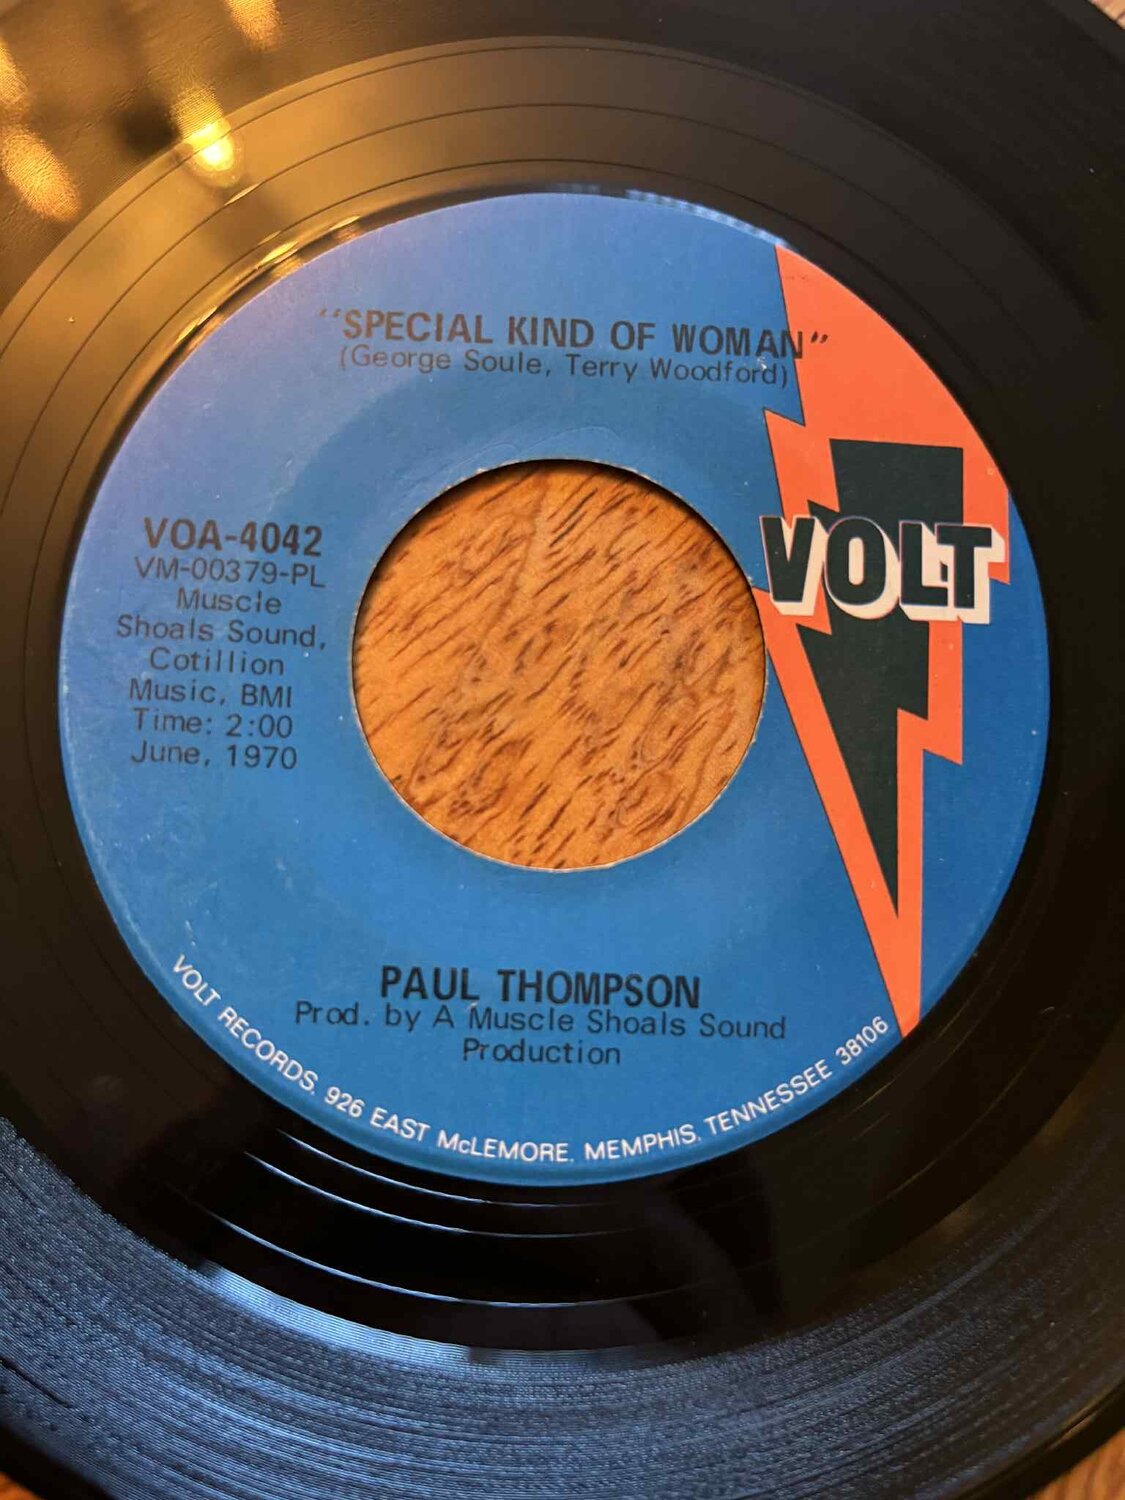 "SPECIAL KIND OF WOMAN"
(George Soule, Terry Woodford)
VOLT
VOA-4042
VM-00379-PL
Muscle
Shoals Sound,
Cotillion
Music, BMI
Time: 2:00
June, 1970
PAUL THOMPSON
Prod. by A Muscle Shoals Sound
Production
VOLT RECORDS, 926 EAST McLEMORE, MEMPHIS, TENNESSEE 38106